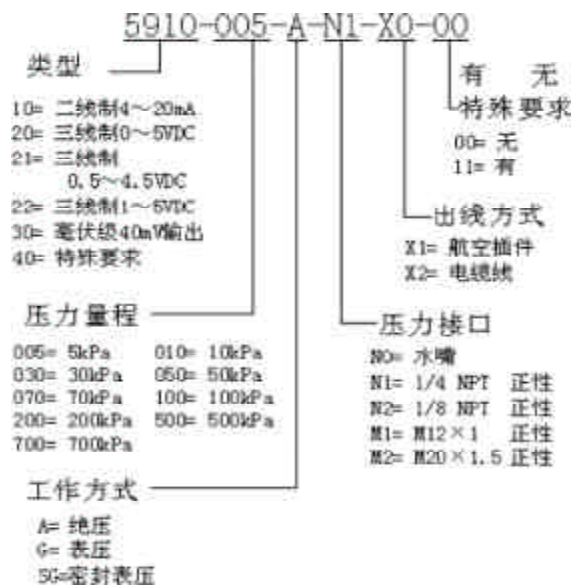 5910-005-A-N1-X0-00
类型
10= 二线制4～20mA
20= 三线制0～5VDC
21= 三线制
0.5～4.5VDC
22= 三线制1～6VDC
30= 毫伏级40mV输出
40= 特殊要求
压力量程
005= 5kPa 010= 10kPa
030= 30kPa 050= 50kPa
070= 70kPa 100= 100kPa
200= 200kPa 500= 500kPa
700= 700kPa
工作方式
A= 绝压
G= 表压
SG=密封表压
有 无
特殊要求
00= 无
11= 有
出线方式
X1= 航空插件
X2= 电缆线
压力接口
N0= 水嘴
N1= 1/4 NPT 正性
N2= 1/8 NPT 正性
M1= M12×1 正性
M2= M20×1.5 正性